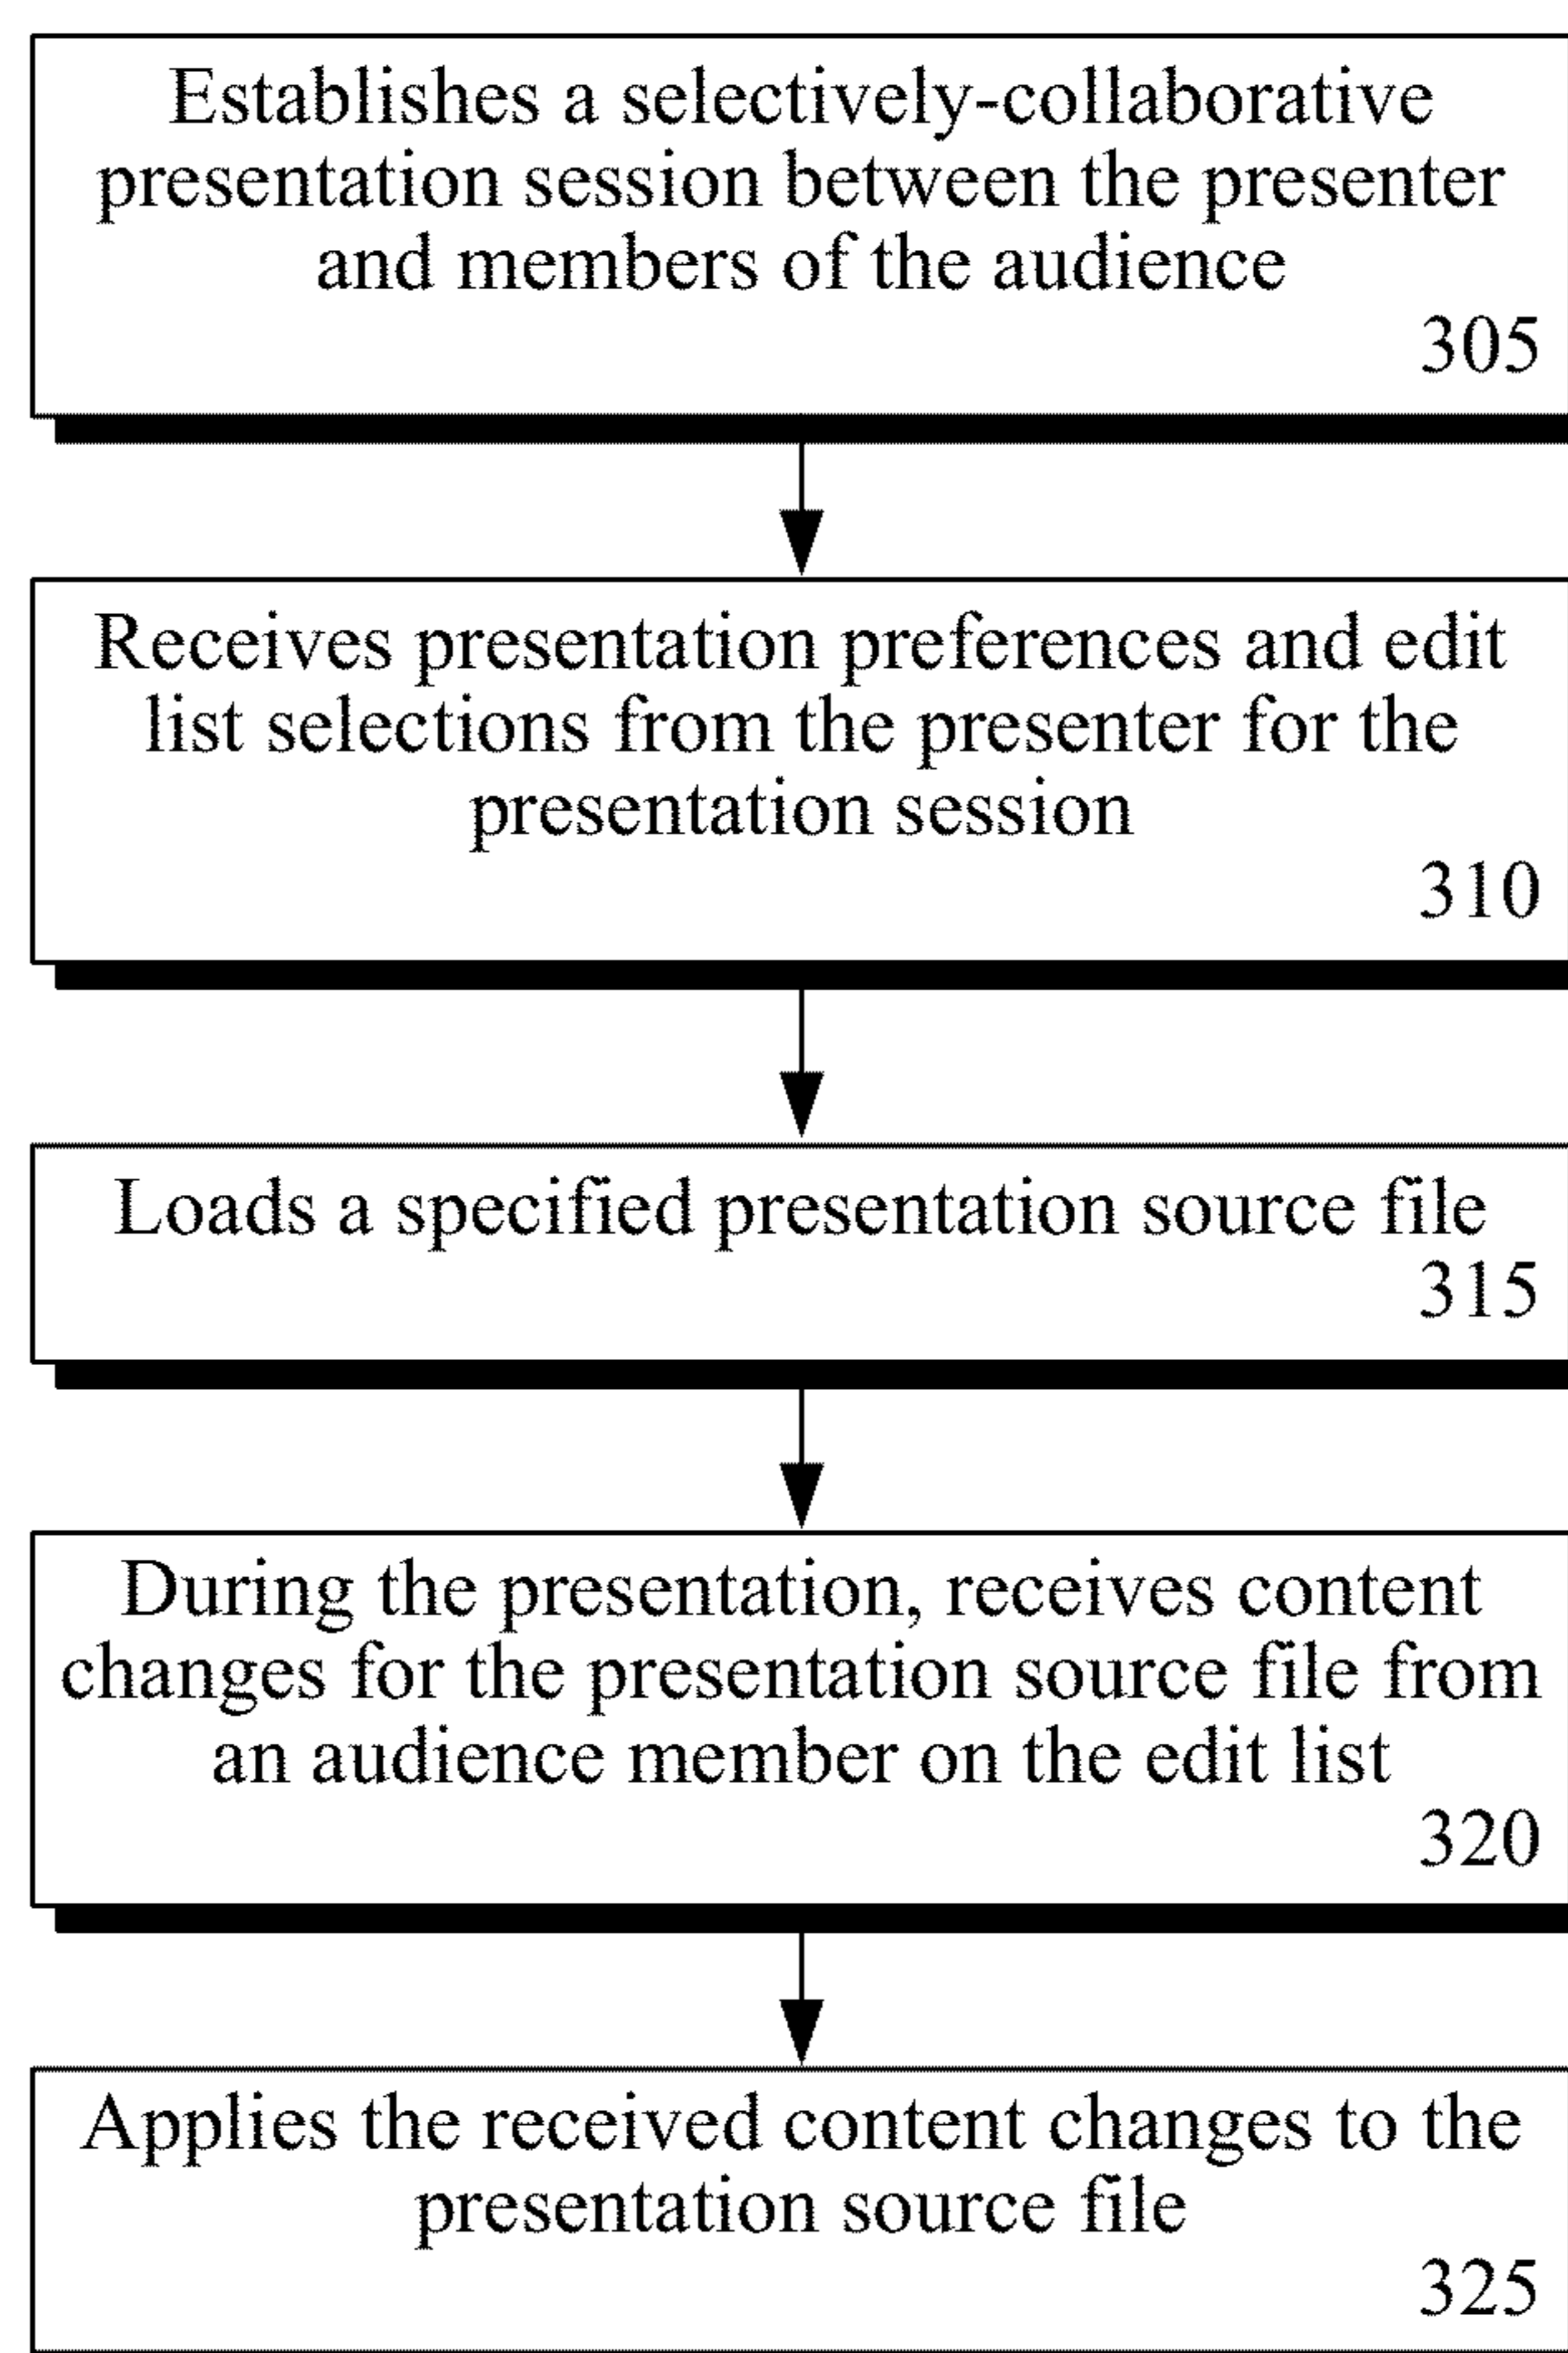 Establishes a selectively-collaborative
presentation session between the presenter
and members of the audience
305
Receives presentation preferences and edit
list selections from the presenter for the
presentation session
310
Loads a specified presentation source file
315
During the presentation, receives content
changes for the presentation source file from
an audience member on the edit list
320
Applies the received content changes to the
presentation source file
325